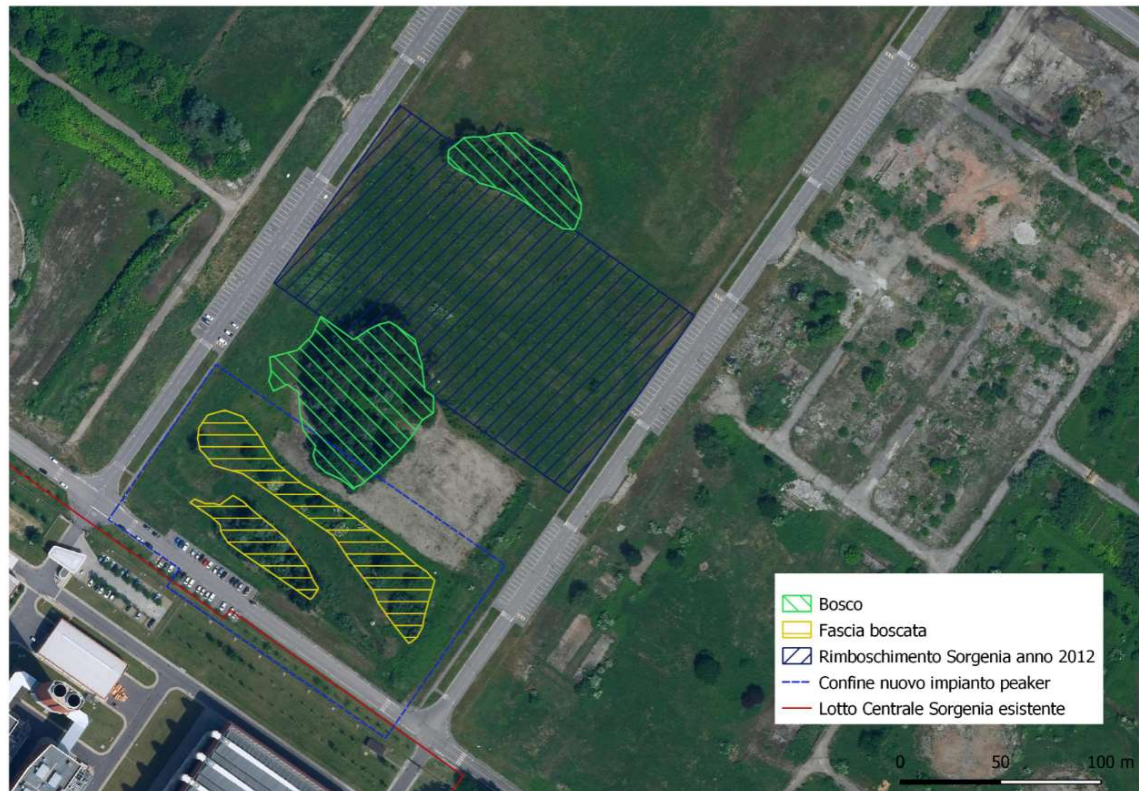 Bosco
Fascia boscata
Rimboschimento Sorgenia anno 2012
Confine nuovo impianto peaker
Lotto Centrale Sorgenia esistente
0 50 100 m